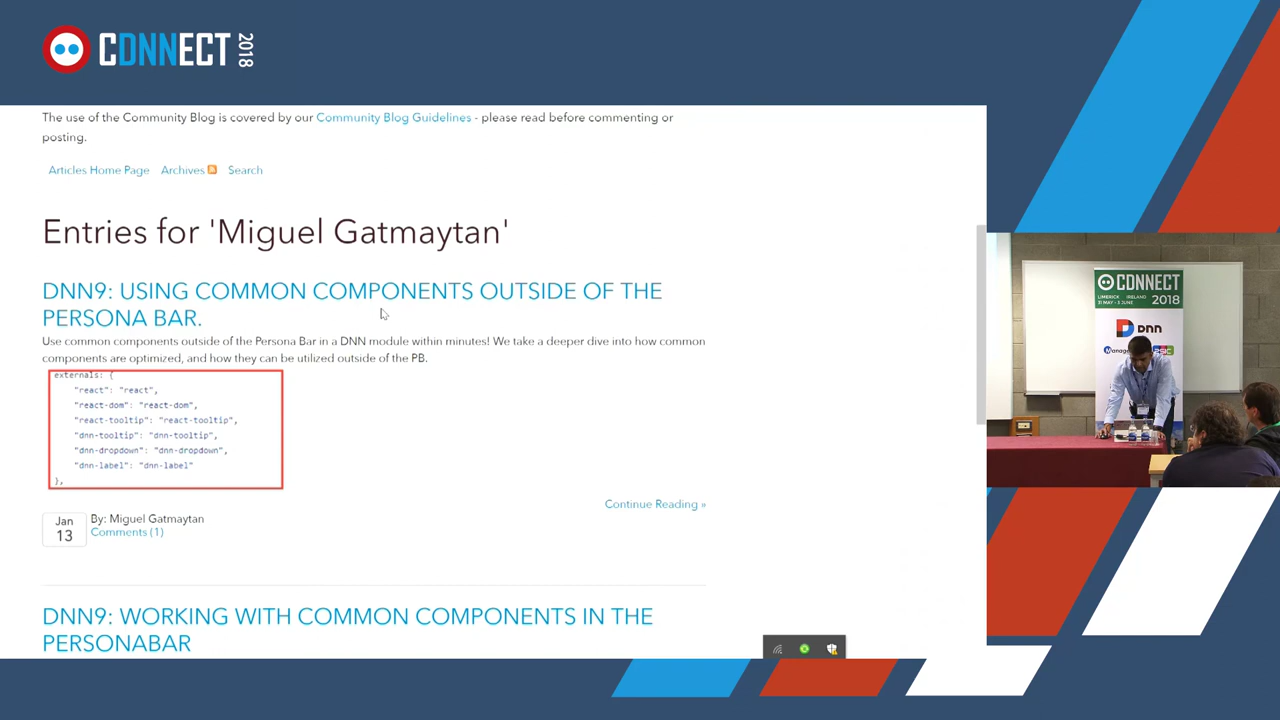 CDNNECT 2018
The use of the Community Blog is covered by our Community Blog Guidelines - please read before commenting or
posting.
Articles Home Page Archives Search
Entries for 'Miguel Gatmaytan'
DNN9: USING COMMON COMPONENTS OUTSIDE OF THE
PERSONA BAR.
Use common components outside of the Persona Bar in a DNN module within minutes! We take a deeper dive into how common
components are optimized, and how they can be utilized outside of the PB.
externals: {
"react": "react",
"react-dom": "react-dom",
"react-tooltip": "react-tooltip",
"dnn-tooltip": "dnn-tooltip",
"dnn-dropdown": "dnn-dropdown",
"dnn-label": "dnn-label"
},
Continue Reading »
Jan
13
By: Miguel Gatmaytan
Comments (1)
DNN9: WORKING WITH COMMON COMPONENTS IN THE
PERSONABAR
CDNNECT
LIMERICK IRELAND
31 MAY - 3 JUNE
2018
DNN